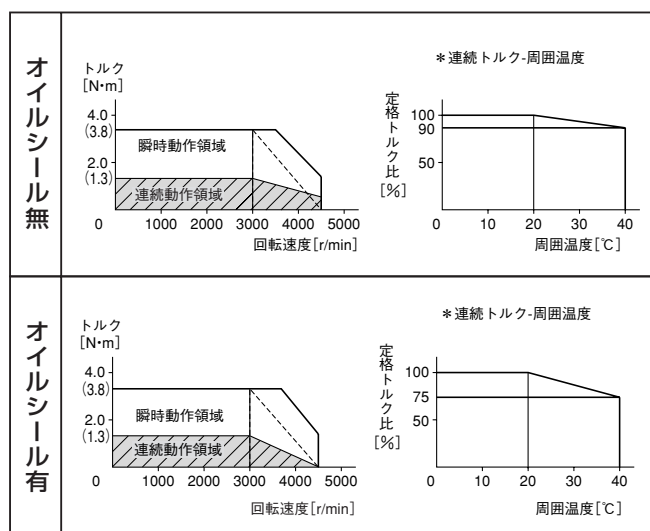 オイルシール無
トルク
[N・m]
4.0
(3.8)
2.0
(1.3)
瞬時動作領域
連続動作領域
0 1000 2000 3000 4000 5000
回転速度[r/min]
＊連続トルク-周囲温度
定格トルク比[%]
100
90
50
0 10 20 30 40
周囲温度[℃]
オイルシール有
トルク
[N・m]
4.0
(3.8)
2.0
(1.3)
瞬時動作領域
連続動作領域
0 1000 2000 3000 4000 5000
回転速度[r/min]
＊連続トルク-周囲温度
定格トルク比[%]
100
75
50
0 10 20 30 40
周囲温度[℃]